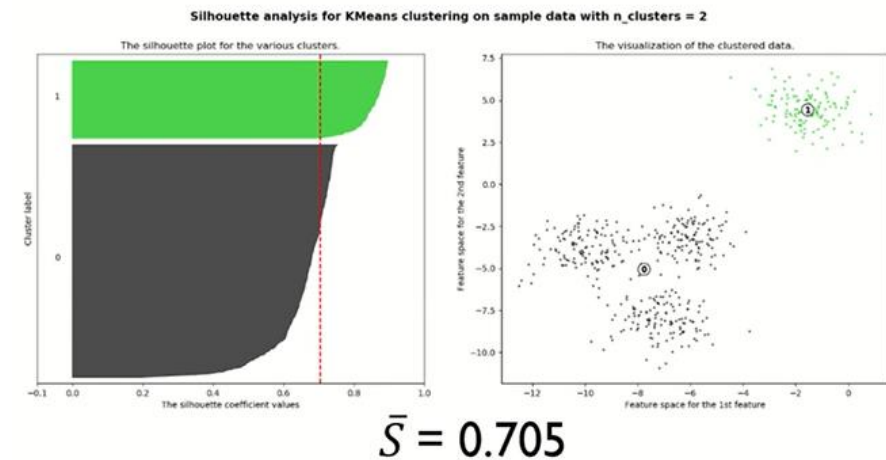 Silhouette analysis for KMeans clustering on sample data with n_clusters = 2
The silhouette plot for the various clusters.
1
0
Cluster label
−0.1 0.0 0.2 0.4 0.6 0.8 1.0
The silhouette coefficient values
The visualization of the clustered data.
7.5
5.0
2.5
0.0
−2.5
−5.0
−7.5
−10.0
Feature space for the 2nd feature
1
0
−12 −10 −8 −6 −4 −2 0
Feature space for the 1st feature
S̄ = 0.705